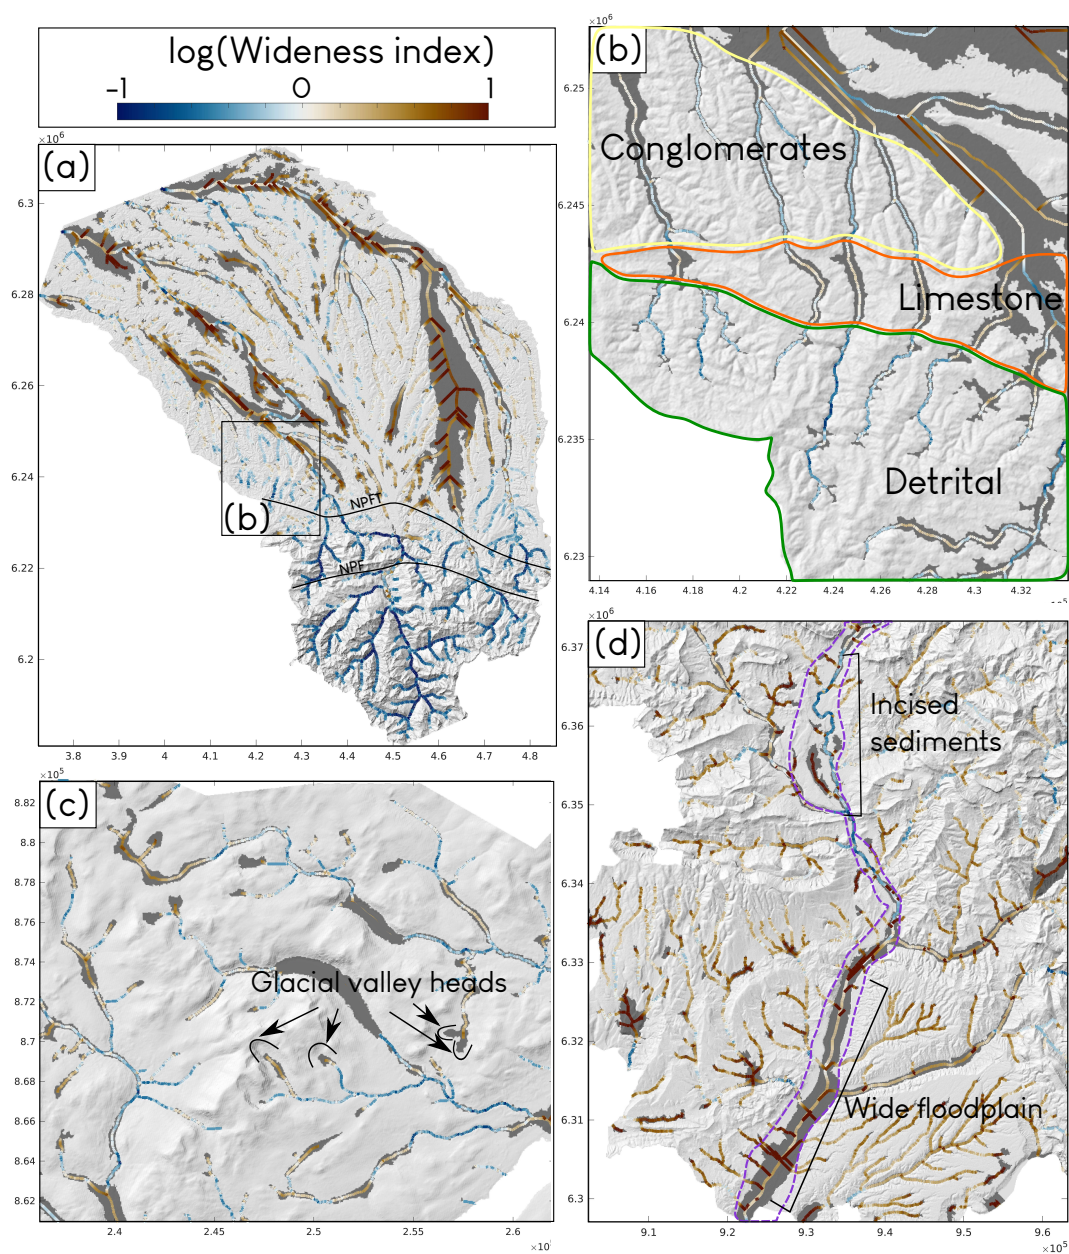 log(Wideness index)
-1 0 1
×10⁶
(a)
6.3
6.28
6.26
6.24
6.22
6.2
NPFT
NPF
(b)
3.8 3.9 4 4.1 4.2 4.3 4.4 4.5 4.6 4.7 4.8
×10⁶
(b)
6.25
6.245
6.24
6.235
6.23
Conglomerates
Limestone
Detrital
4.14 4.16 4.18 4.2 4.22 4.24 4.26 4.28 4.3 4.32
×10⁵
(c)
8.82
8.8
8.78
8.76
8.74
8.72
8.7
8.68
8.66
8.64
8.62
Glacial valley heads
2.4 2.45 2.5 2.55 2.6
×10⁶
(d)
6.37
6.36
6.35
6.34
6.33
6.32
6.31
6.3
Incised
sediments
Wide floodplain
9.1 9.2 9.3 9.4 9.5 9.6
×10⁵